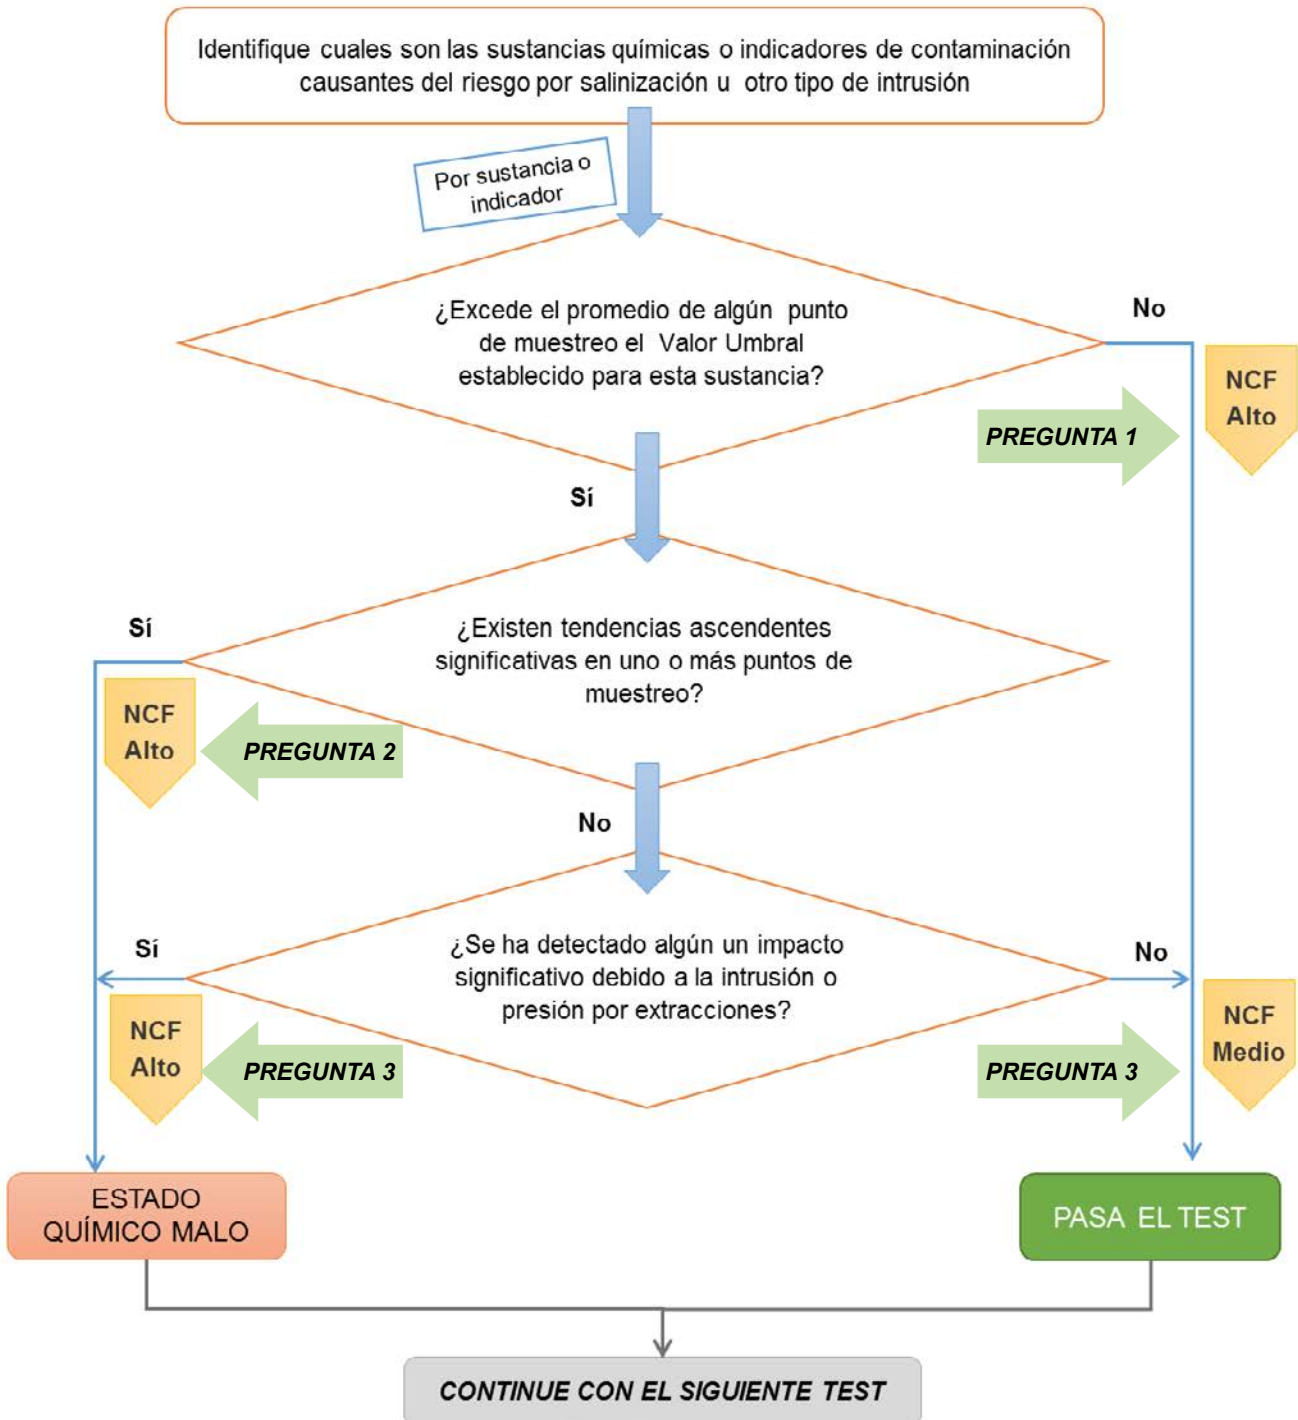 Identifique cuales son las sustancias químicas o indicadores de contaminación
causantes del riesgo por salinización u otro tipo de intrusión
Por sustancia o
indicador
¿Excede el promedio de algún punto
de muestreo el Valor Umbral
establecido para esta sustancia?
No
NCF
Alto
PREGUNTA 1
Sí
¿Existen tendencias ascendentes
significativas en uno o más puntos de
muestreo?
Sí
NCF
Alto
PREGUNTA 2
No
¿Se ha detectado algún un impacto
significativo debido a la intrusión o
presión por extracciones?
Sí
NCF
Alto
PREGUNTA 3
No
NCF
Medio
PREGUNTA 3
ESTADO
QUÍMICO MALO
PASA EL TEST
CONTINUE CON EL SIGUIENTE TEST